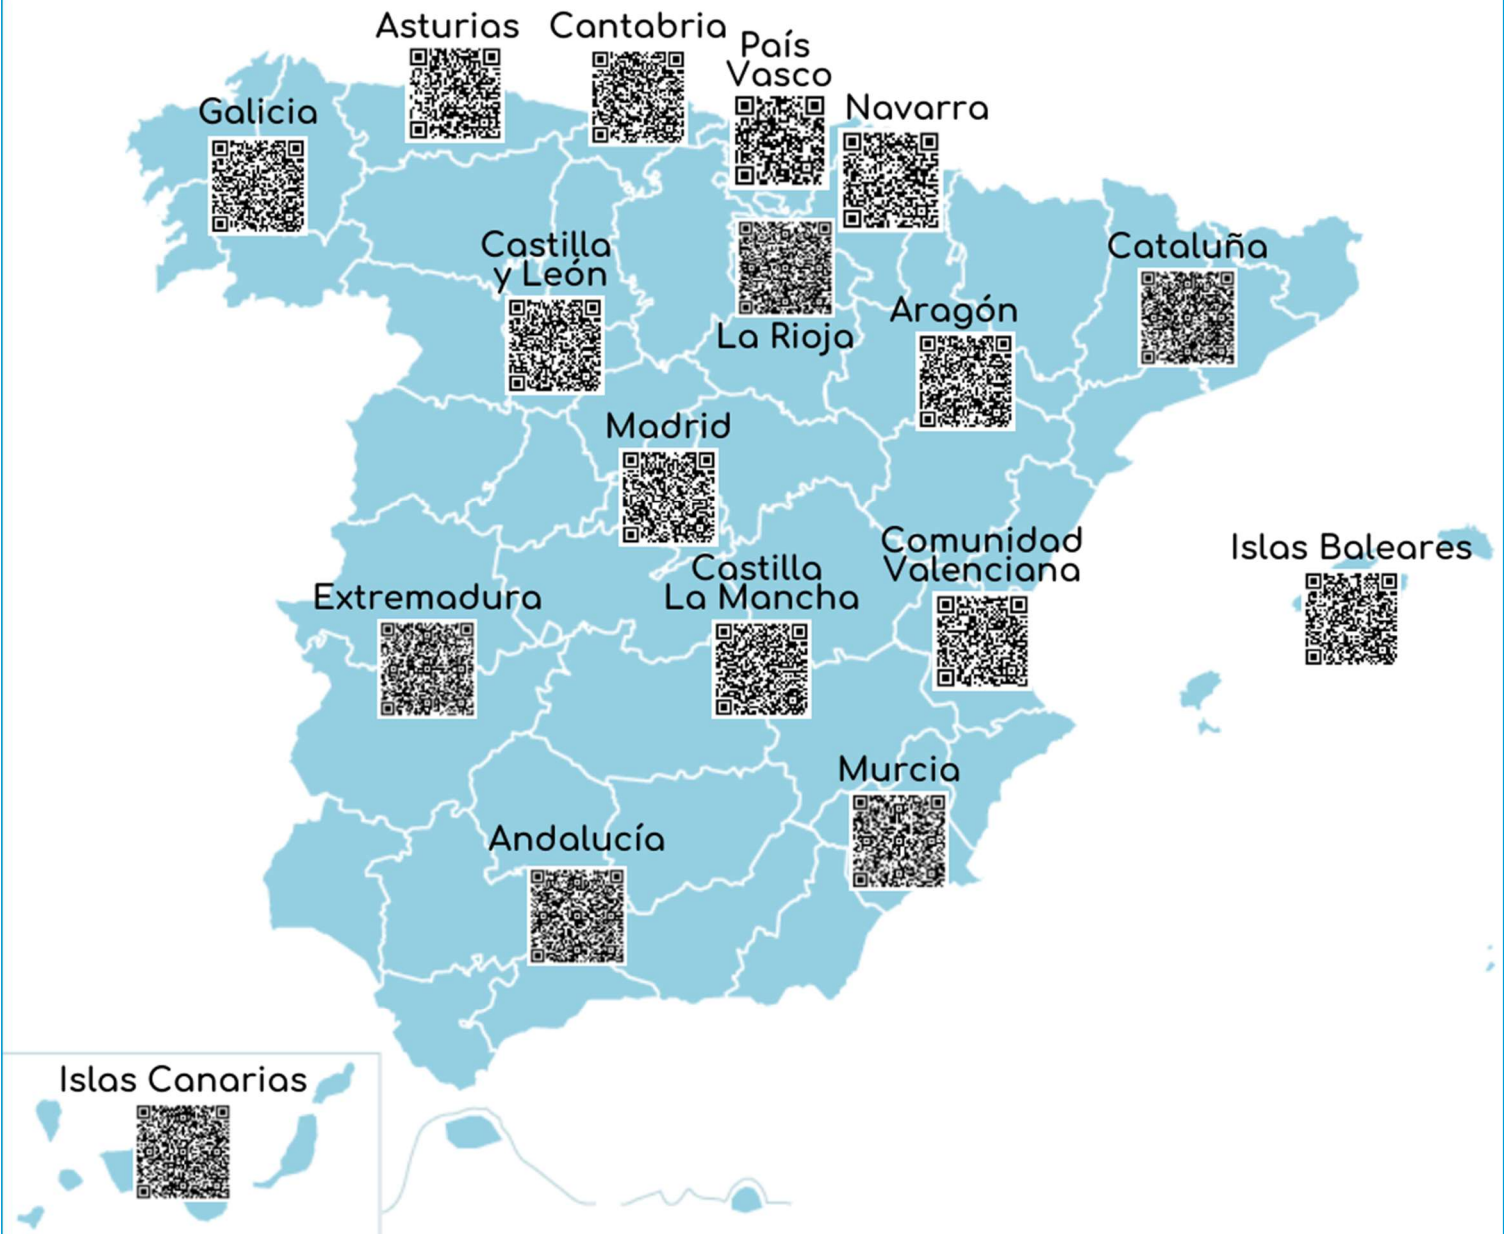 Asturias
Cantabria
País
Vasco
Galicia
Navarra
Castilla
y León
Cataluña
Aragón
La Rioja
Madrid
Comunidad
Valenciana
Islas Baleares
Castilla
La Mancha
Extremadura
Murcia
Andalucía
Islas Canarias